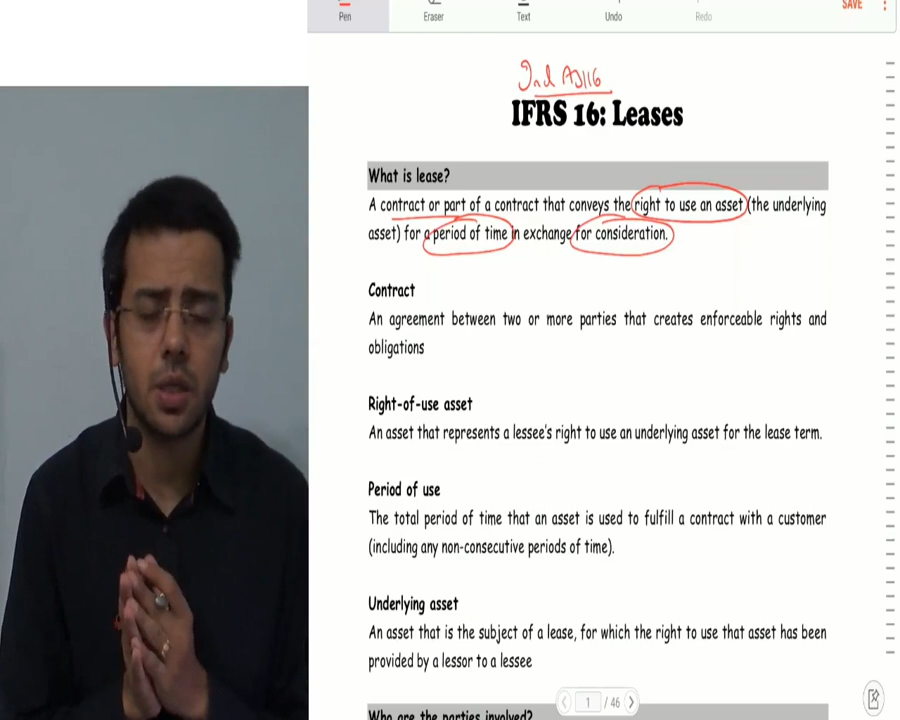 Pen Eraser Text Undo Redo SAVE
Ind AS 116
IFRS 16: Leases
What is lease?
A contract or part of a contract that conveys the right to use an asset (the underlying
asset) for a period of time in exchange for consideration.
Contract
An agreement between two or more parties that creates enforceable rights and
obligations
Right-of-use asset
An asset that represents a lessee's right to use an underlying asset for the lease term.
Period of use
The total period of time that an asset is used to fulfill a contract with a customer
(including any non-consecutive periods of time).
Underlying asset
An asset that is the subject of a lease, for which the right to use that asset has been
provided by a lessor to a lessee
1 / 46
Who are the parties involved?